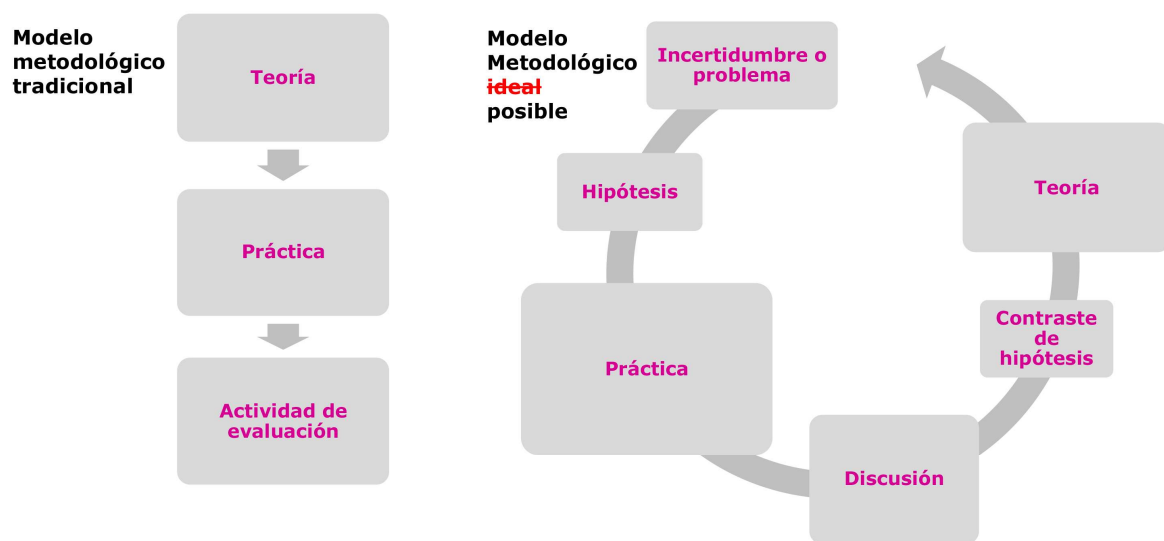 Modelo
metodológico
tradicional
Teoría
Práctica
Actividad de
evaluación
Modelo
Metodológico
ideal
posible
Incertidumbre o
problema
Hipótesis
Práctica
Discusión
Contraste
de
hipótesis
Teoría